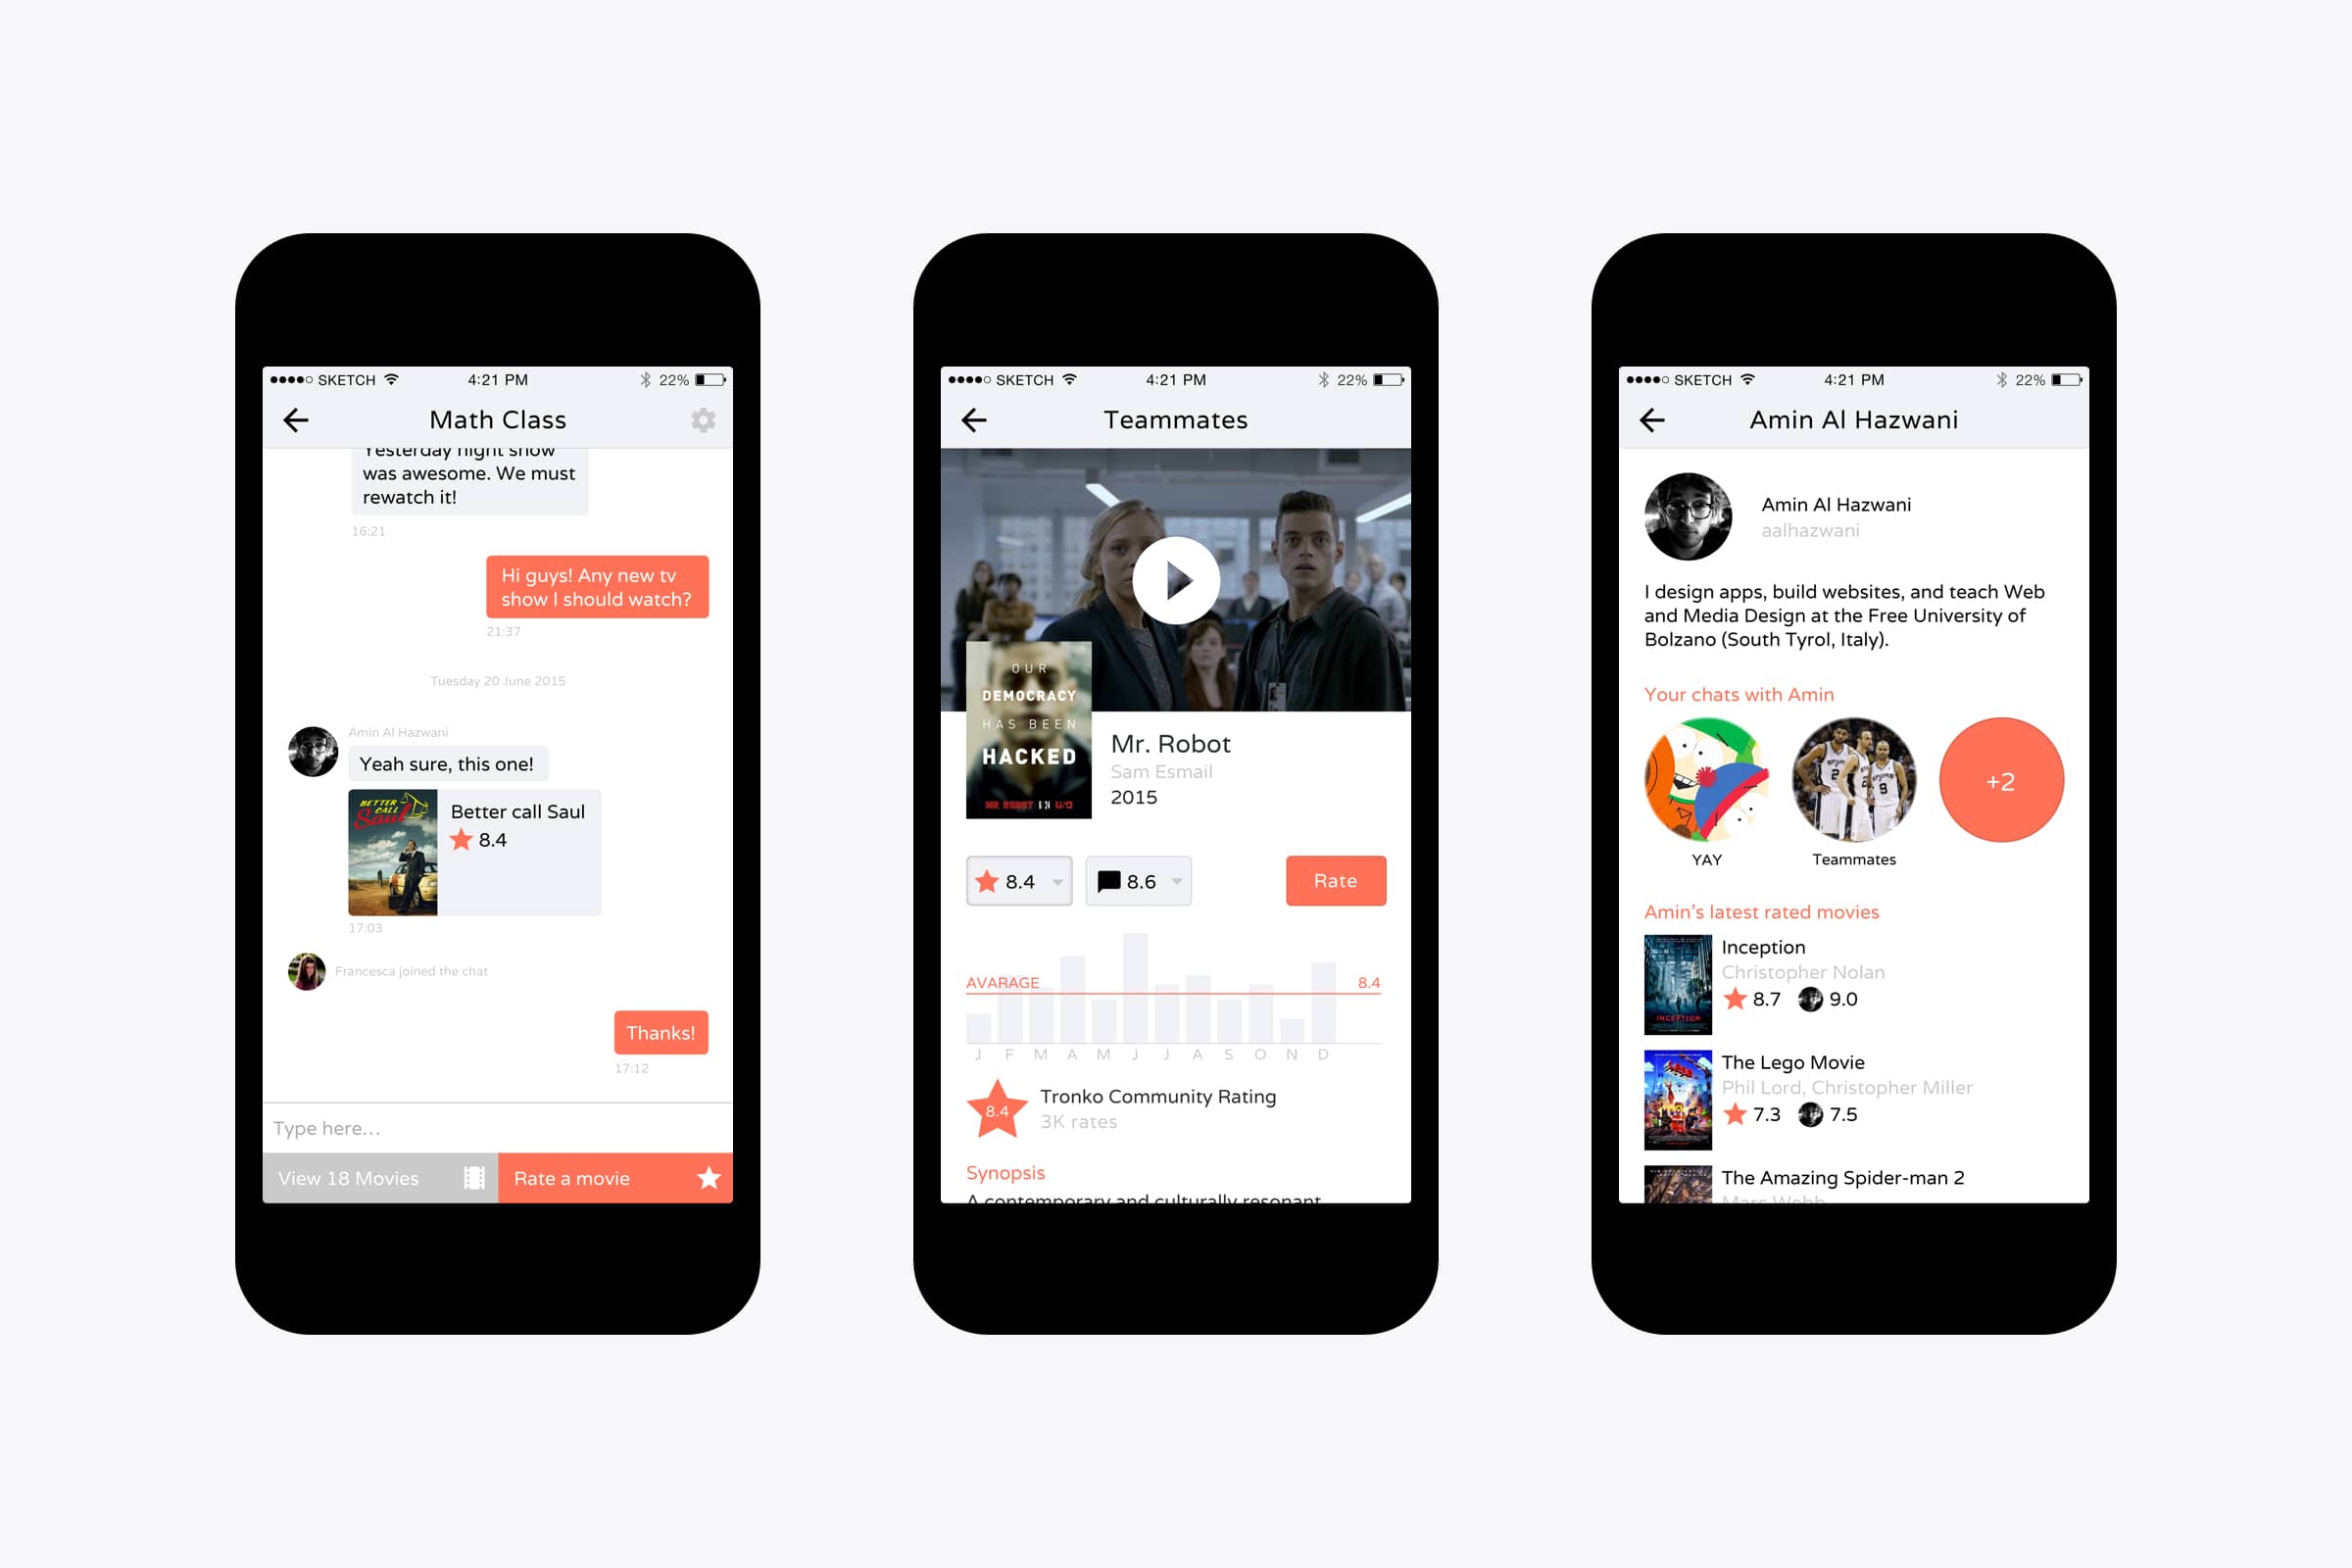 SKETCH 4:21 PM 22%
Math Class
Yesterday night show
was awesome. We must
rewatch it!
16:21
Hi guys! Any new tv
show I should watch?
21:37
Tuesday 20 June 2015
Amin Al Hazwani
Yeah sure, this one!
BETTER
CALL
Saul
Better call Saul
8.4
17:03
Francesca joined the chat
Thanks!
17:12
Type here...
View 18 Movies
Rate a movie
SKETCH 4:21 PM 22%
Teammates
OUR
DEMOCRACY
HAS BEEN
HACKED
MR. ROBOT
Mr. Robot
Sam Esmail
2015
8.4
8.6
Rate
AVARAGE 8.4
J F M A M J J A S O N D
8.4
Tronko Community Rating
3K rates
Synopsis
A contemporary and culturally resonant
SKETCH 4:21 PM 22%
Amin Al Hazwani
Amin Al Hazwani
aalhazwani
I design apps, build websites, and teach Web
and Media Design at the Free University of
Bolzano (South Tyrol, Italy).
Your chats with Amin
2
9
+2
YAY
Teammates
Amin's latest rated movies
INCEPTION
Inception
Christopher Nolan
8.7 9.0
The Lego Movie
Phil Lord, Christopher Miller
7.3 7.5
The Amazing Spider-man 2
Marc Webb